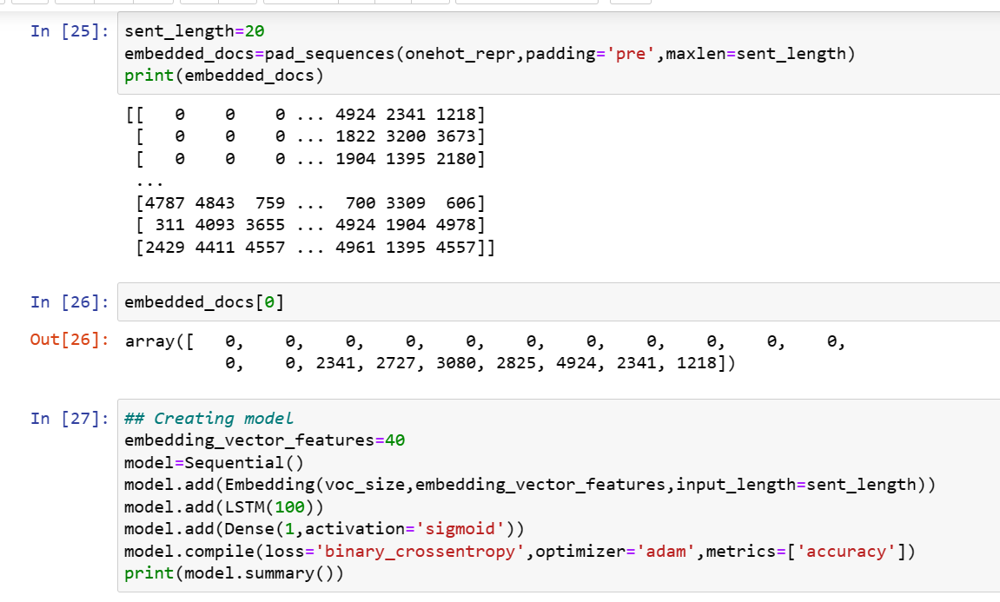 In [25]: sent_length=20
embedded_docs=pad_sequences(onehot_repr,padding='pre',maxlen=sent_length)
print(embedded_docs)
[[   0    0    0 ... 4924 2341 1218]
 [   0    0    0 ... 1822 3200 3673]
 [   0    0    0 ... 1904 1395 2180]
 ...
 [4787 4843  759 ...  700 3309  606]
 [ 311 4093 3655 ... 4924 1904 4978]
 [2429 4411 4557 ... 4961 1395 4557]]
In [26]: embedded_docs[0]
Out[26]: array([   0,    0,    0,    0,    0,    0,    0,    0,    0,    0,    0,
          0,    0, 2341, 2727, 3080, 2825, 4924, 2341, 1218])
In [27]: ## Creating model
embedding_vector_features=40
model=Sequential()
model.add(Embedding(voc_size,embedding_vector_features,input_length=sent_length))
model.add(LSTM(100))
model.add(Dense(1,activation='sigmoid'))
model.compile(loss='binary_crossentropy',optimizer='adam',metrics=['accuracy'])
print(model.summary())